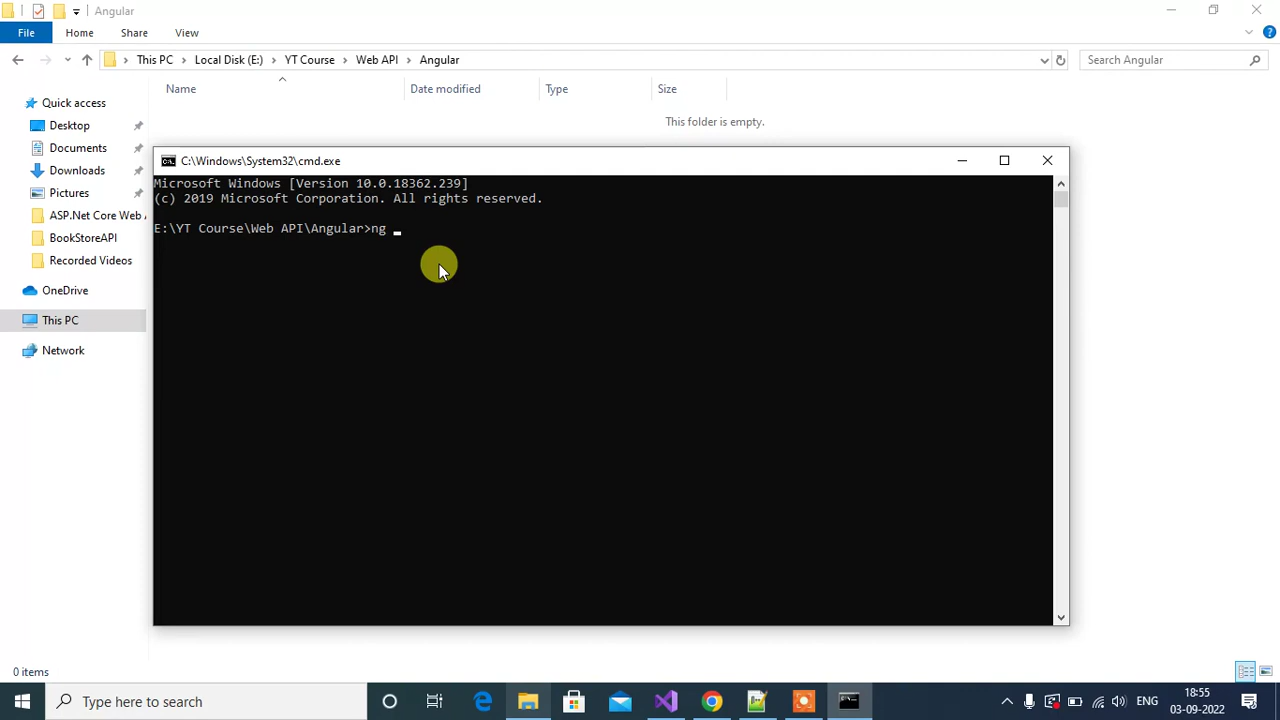 Angular
File Home Share View
This PC Local Disk (E:) YT Course Web API Angular
Search Angular
Name Date modified Type Size
This folder is empty.
Quick access
Desktop
Documents
Downloads
Pictures
ASP.Net Core Web A
BookStoreAPI
Recorded Videos
OneDrive
This PC
Network
C:\Windows\System32\cmd.exe
Microsoft Windows [Version 10.0.18362.239]
(c) 2019 Microsoft Corporation. All rights reserved.
E:\YT Course\Web API\Angular>ng
0 items
Type here to search
ENG
18:55
03-09-2022